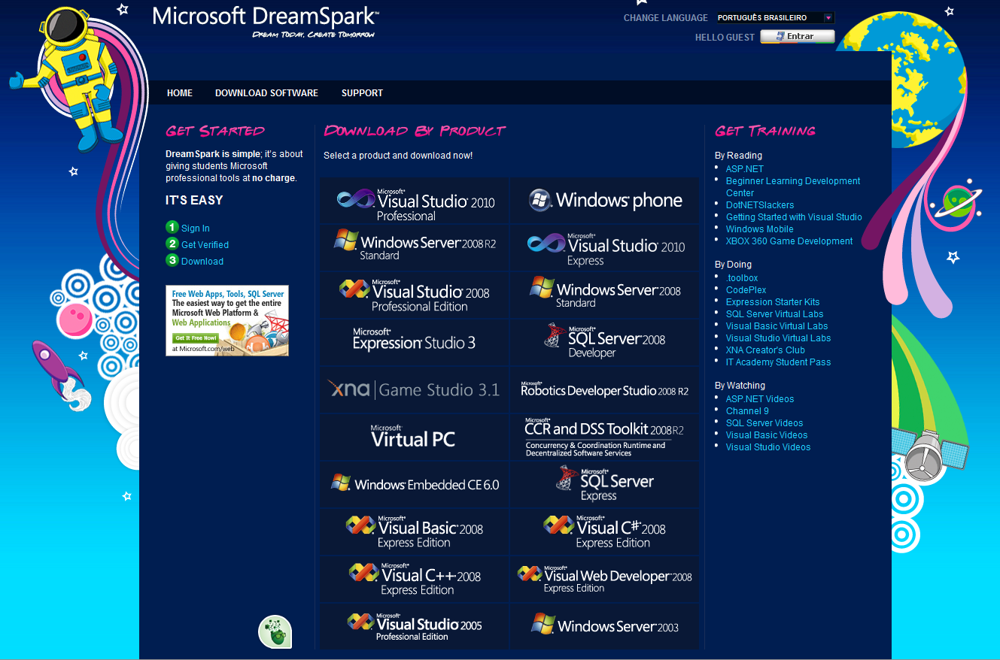 Microsoft DreamSpark™
Dream Today. Create Tomorrow
CHANGE LANGUAGE
PORTUGUÊS BRASILEIRO
HELLO GUEST
Entrar
HOME
DOWNLOAD SOFTWARE
SUPPORT
Get Started
DreamSpark is simple; it's about
giving students Microsoft
professional tools at no charge.
IT'S EASY
1 Sign In
2 Get Verified
3 Download
Free Web Apps, Tools, SQL Server
The easiest way to get the entire
Microsoft Web Platform &
Web Applications
Get It Free Now!
at Microsoft.com/web
Download By Product
Select a product and download now!
Microsoft®
Visual Studio® 2010
Professional
Windows® phone
Windows Server® 2008 R2
Standard
Microsoft®
Visual Studio® 2010
Express
Microsoft®
Visual Studio® 2008
Professional Edition
Windows Server® 2008
Standard
Microsoft®
Expression® Studio 3
Microsoft®
SQL Server® 2008
Developer
xna | Game Studio 3.1
Microsoft®
Robotics Developer Studio 2008 R2
Microsoft®
Virtual PC
Microsoft®
CCR and DSS Toolkit 2008 R2
Concurrency & Coordination Runtime and
Decentralized Software Services
Windows® Embedded CE 6.0
Microsoft®
SQL Server®
Express
Microsoft®
Visual Basic® 2008
Express Edition
Microsoft®
Visual C#® 2008
Express Edition
Microsoft®
Visual C++® 2008
Express Edition
Microsoft®
Visual Web Developer® 2008
Express Edition
Microsoft®
Visual Studio® 2005
Professional Edition
Windows Server® 2003
Get Training
By Reading
ASP.NET
Beginner Learning Development
Center
DotNETSlackers
Getting Started with Visual Studio
Windows Mobile
XBOX 360 Game Development
By Doing
.toolbox
CodePlex
Expression Starter Kits
SQL Server Virtual Labs
Visual Basic Virtual Labs
Visual Studio Virtual Labs
XNA Creator's Club
IT Academy Student Pass
By Watching
ASP.NET Videos
Channel 9
SQL Server Videos
Visual Basic Videos
Visual Studio Videos